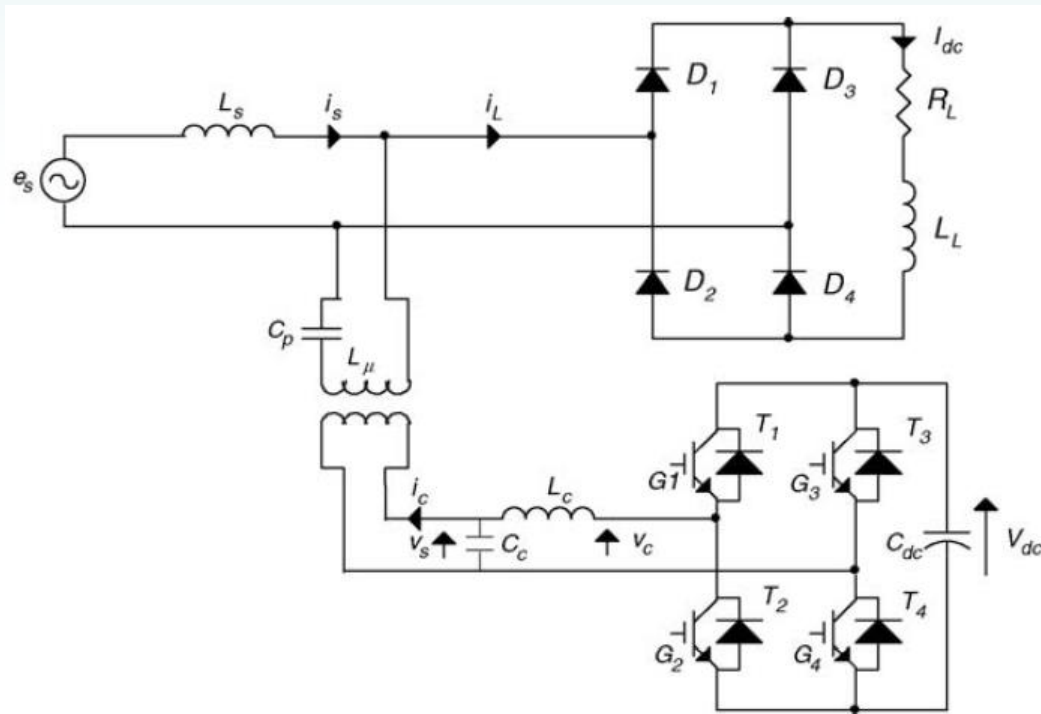 L_s
i_s
i_L
e_s
D_1
D_3
I_dc
R_L
L_L
D_2
D_4
C_p
L_μ
T_1
T_3
G1
G_3
i_c
L_c
v_s
C_c
v_c
C_dc
V_dc
T_2
T_4
G_2
G_4